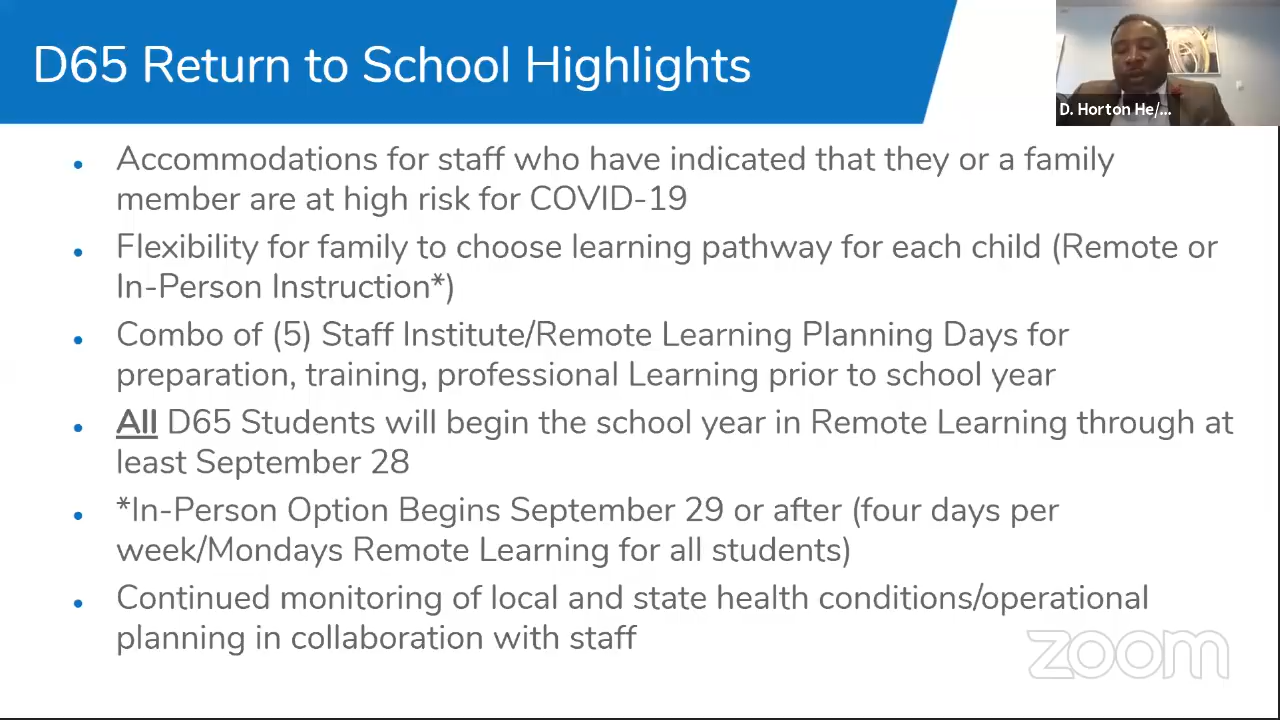 D65 Return to School Highlights
D. Horton He/...
• Accommodations for staff who have indicated that they or a family
member are at high risk for COVID-19
• Flexibility for family to choose learning pathway for each child (Remote or
In-Person Instruction*)
• Combo of (5) Staff Institute/Remote Learning Planning Days for
preparation, training, professional Learning prior to school year
• All D65 Students will begin the school year in Remote Learning through at
least September 28
• *In-Person Option Begins September 29 or after (four days per
week/Mondays Remote Learning for all students)
• Continued monitoring of local and state health conditions/operational
planning in collaboration with staff
zoom